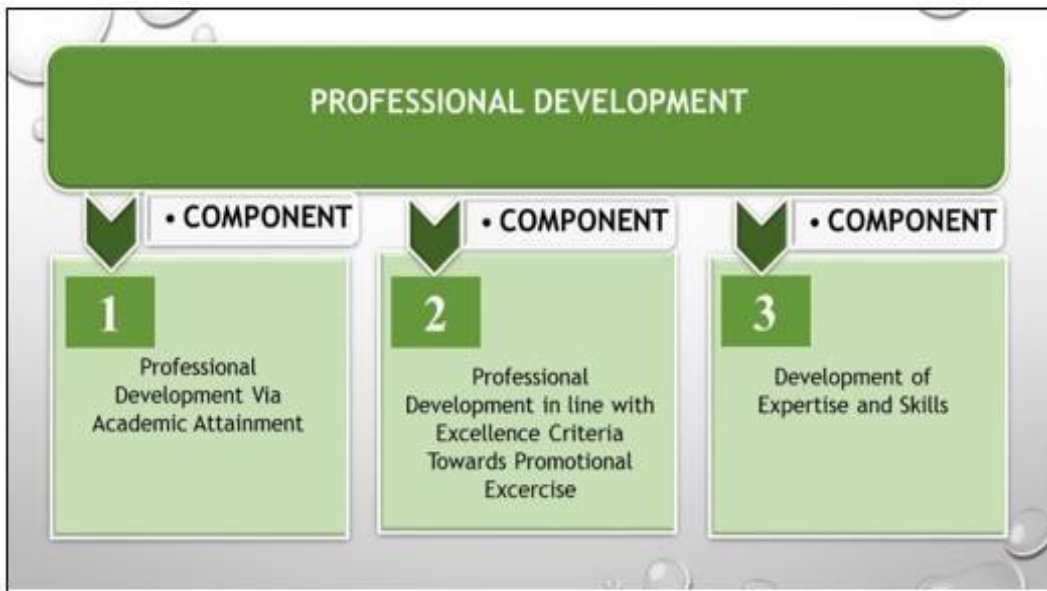 PROFESSIONAL DEVELOPMENT
• COMPONENT
1
Professional
Development Via
Academic Attainment
• COMPONENT
2
Professional
Development in line with
Excellence Criteria
Towards Promotional
Excercise
• COMPONENT
3
Development of
Expertise and Skills